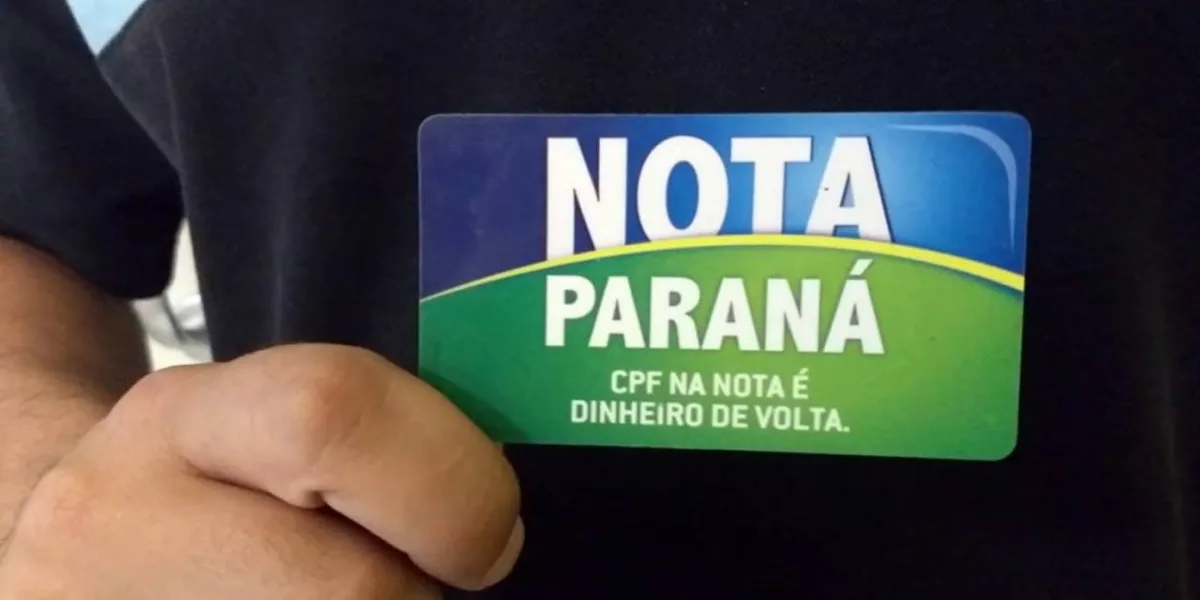 NOTA
PARANÁ
CPF NA NOTA É
DINHEIRO DE VOLTA.